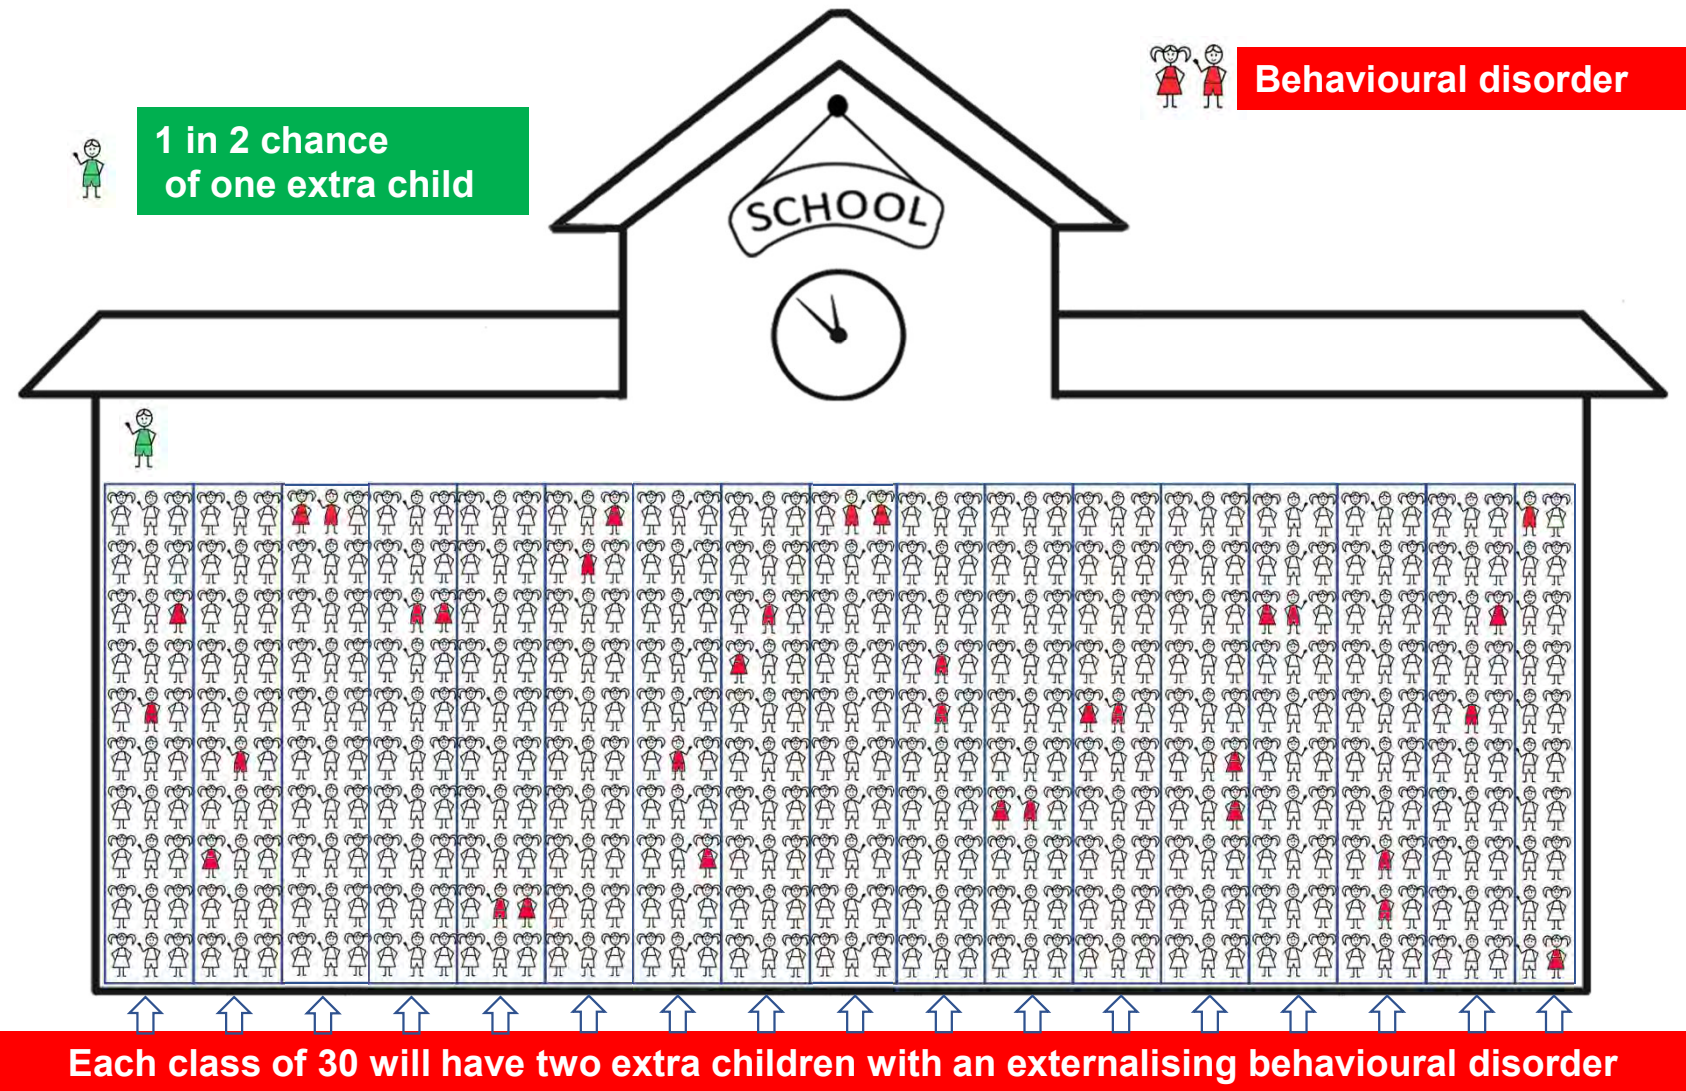 Behavioural disorder
1 in 2 chance
of one extra child
SCHOOL
Each class of 30 will have two extra children with an externalising behavioural disorder